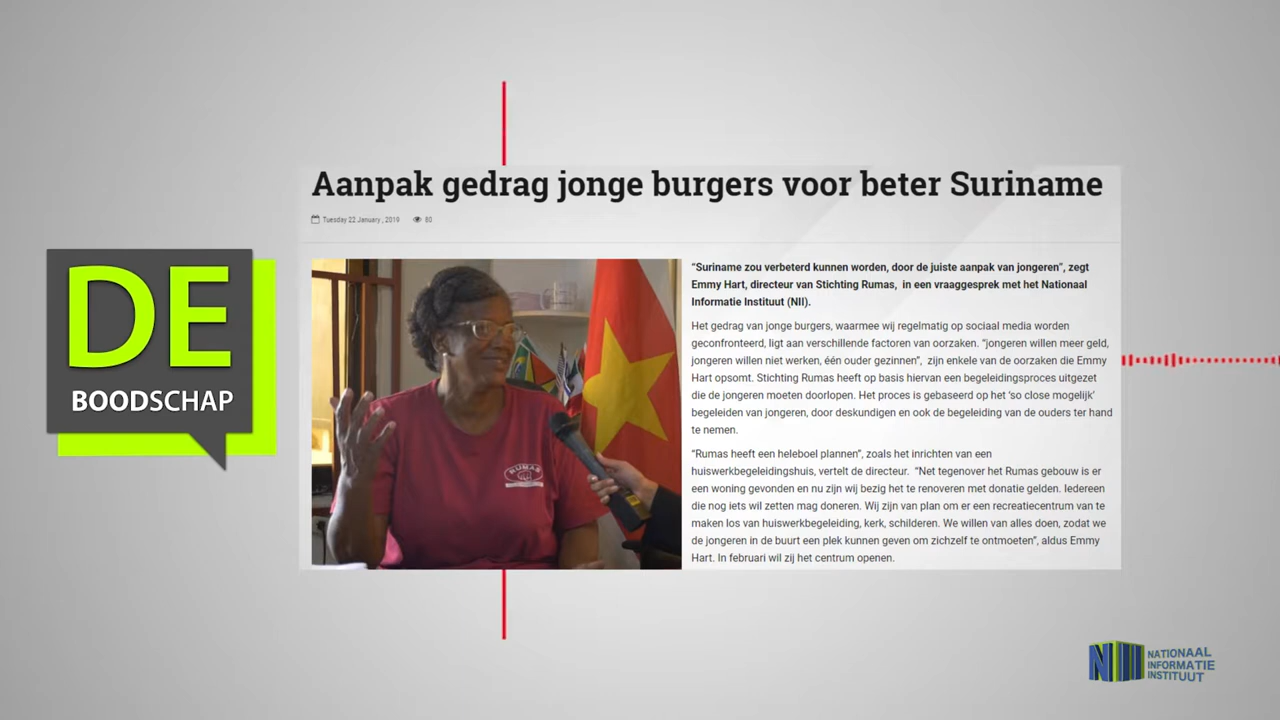 Aanpak gedrag jonge burgers voor beter Suriname
Tuesday 22 January , 2019 80
DE
BOODSCHAP
RUMAS
“Suriname zou verbeterd kunnen worden, door de juiste aanpak van jongeren”, zegt
Emmy Hart, directeur van Stichting Rumas, in een vraaggesprek met het Nationaal
Informatie Instituut (NII).
Het gedrag van jonge burgers, waarmee wij regelmatig op sociaal media worden
geconfronteerd, ligt aan verschillende factoren van oorzaken. “jongeren willen meer geld,
jongeren willen niet werken, één ouder gezinnen”, zijn enkele van de oorzaken die Emmy
Hart opsomt. Stichting Rumas heeft op basis hiervan een begeleidingsproces uitgezet
die de jongeren moeten doorlopen. Het proces is gebaseerd op het ‘so close mogelijk’
begeleiden van jongeren, door deskundigen en ook de begeleiding van de ouders ter hand
te nemen.
“Rumas heeft een heleboel plannen”, zoals het inrichten van een
huiswerkbegeleidingshuis, vertelt de directeur. “Net tegenover het Rumas gebouw is er
een woning gevonden en nu zijn wij bezig het te renoveren met donatie gelden. Iedereen
die nog iets wil zetten mag doneren. Wij zijn van plan om er een recreatiecentrum van te
maken los van huiswerkbegeleiding, kerk, schilderen. We willen van alles doen, zodat we
de jongeren in de buurt een plek kunnen geven om zichzelf te ontmoeten”, aldus Emmy
Hart. In februari wil zij het centrum openen.
NII NATIONAAL
INFORMATIE
INSTITUUT